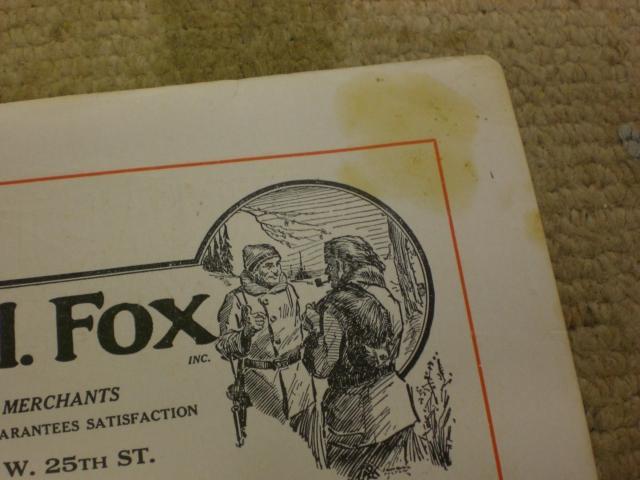 I. FOX
INC.
MERCHANTS
ARANTEES SATISFACTION
W. 25TH ST.